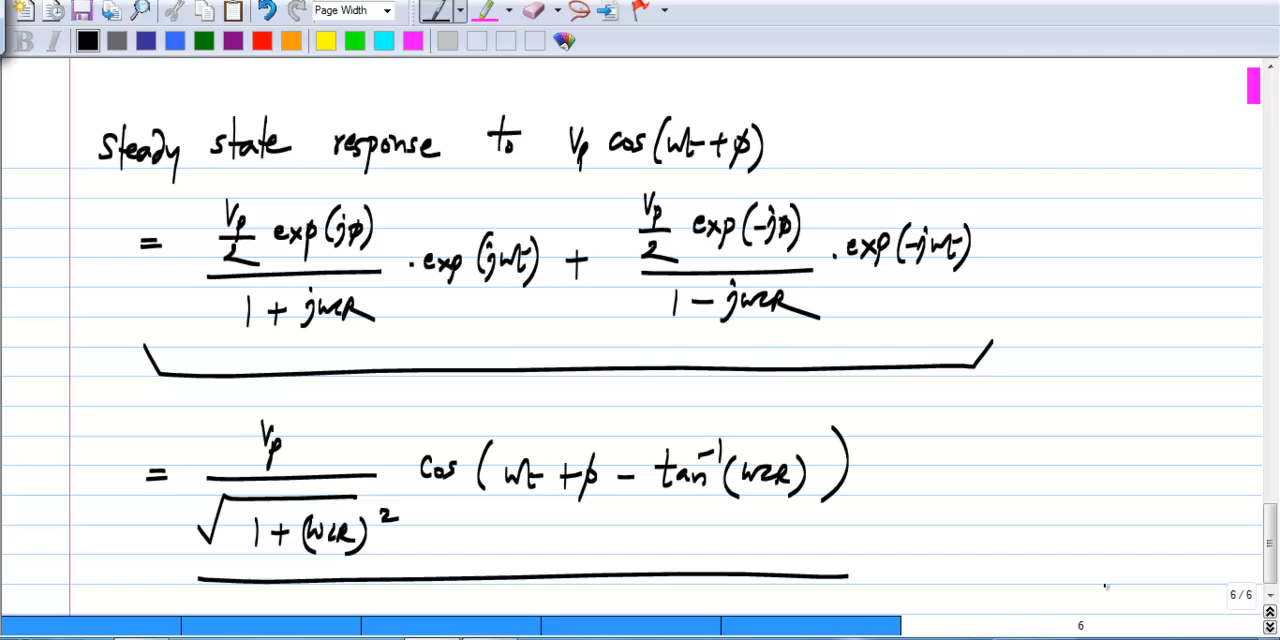 Page Width
B I
Steady state response to Vp cos(ωt + φ)
= Vp/2 exp(jφ) / 1 + jωCR . exp(jωt) + Vp/2 exp(-jφ) / 1 - jωCR . exp(-jωt)
= Vp / √1 + (ωCR)² cos(ωt + φ - tan⁻¹(ωCR))
6/6
6